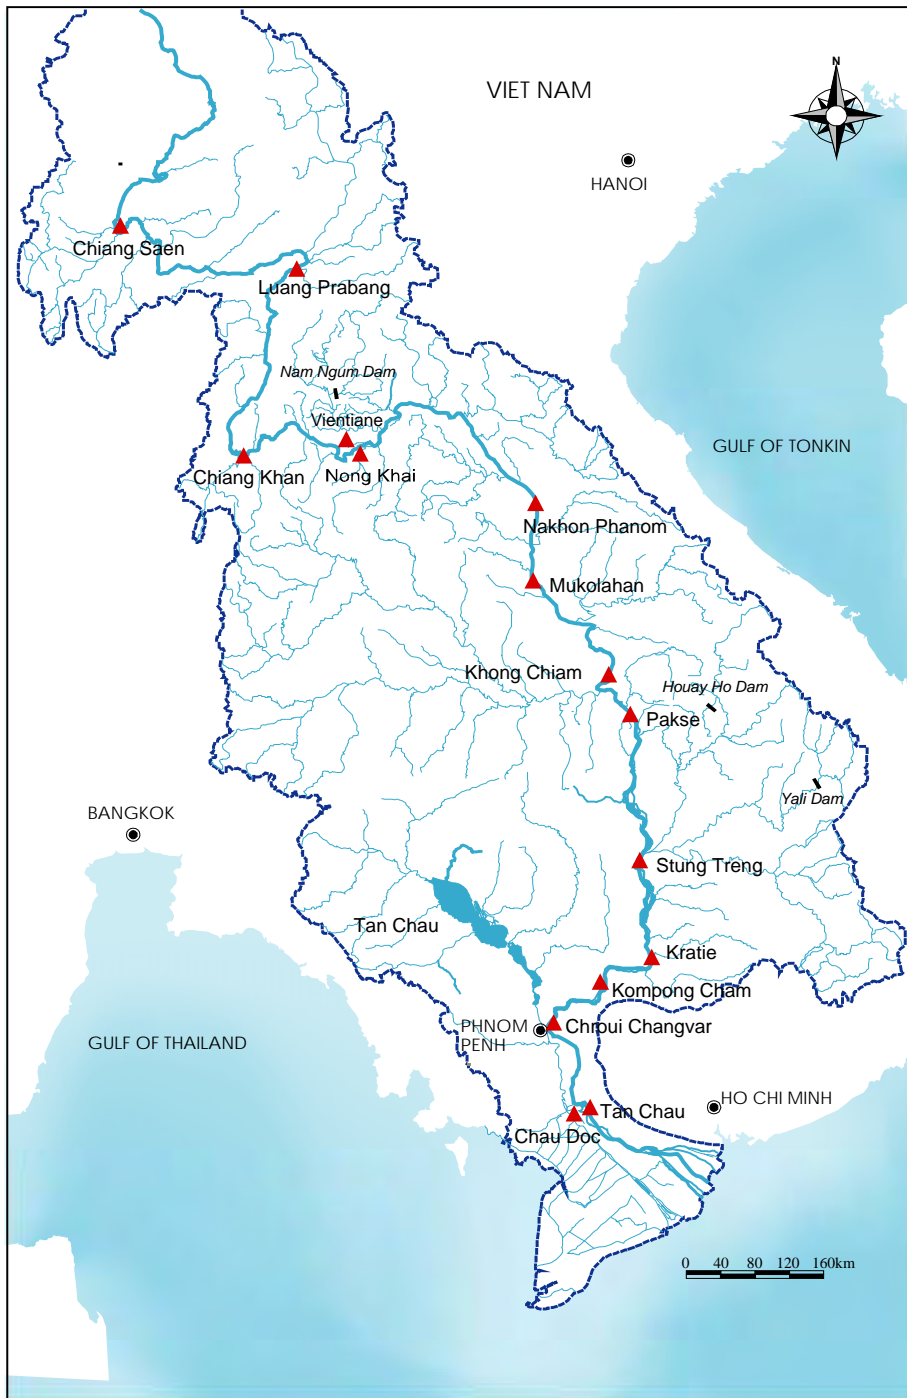 N
VIET NAM
HANOI
Chiang Saen
Luang Prabang
Nam Ngum Dam
Vientiane
GULF OF TONKIN
Chiang Khan
Nong Khai
Nakhon Phanom
Mukolahan
Khong Chiam
Houay Ho Dam
Pakse
Yali Dam
BANGKOK
Stung Treng
Tan Chau
Kratie
Kompong Cham
PHNOM
PENH
Chroui Changvar
GULF OF THAILAND
HO CHI MINH
Tan Chau
Chau Doc
0 40 80 120 160km